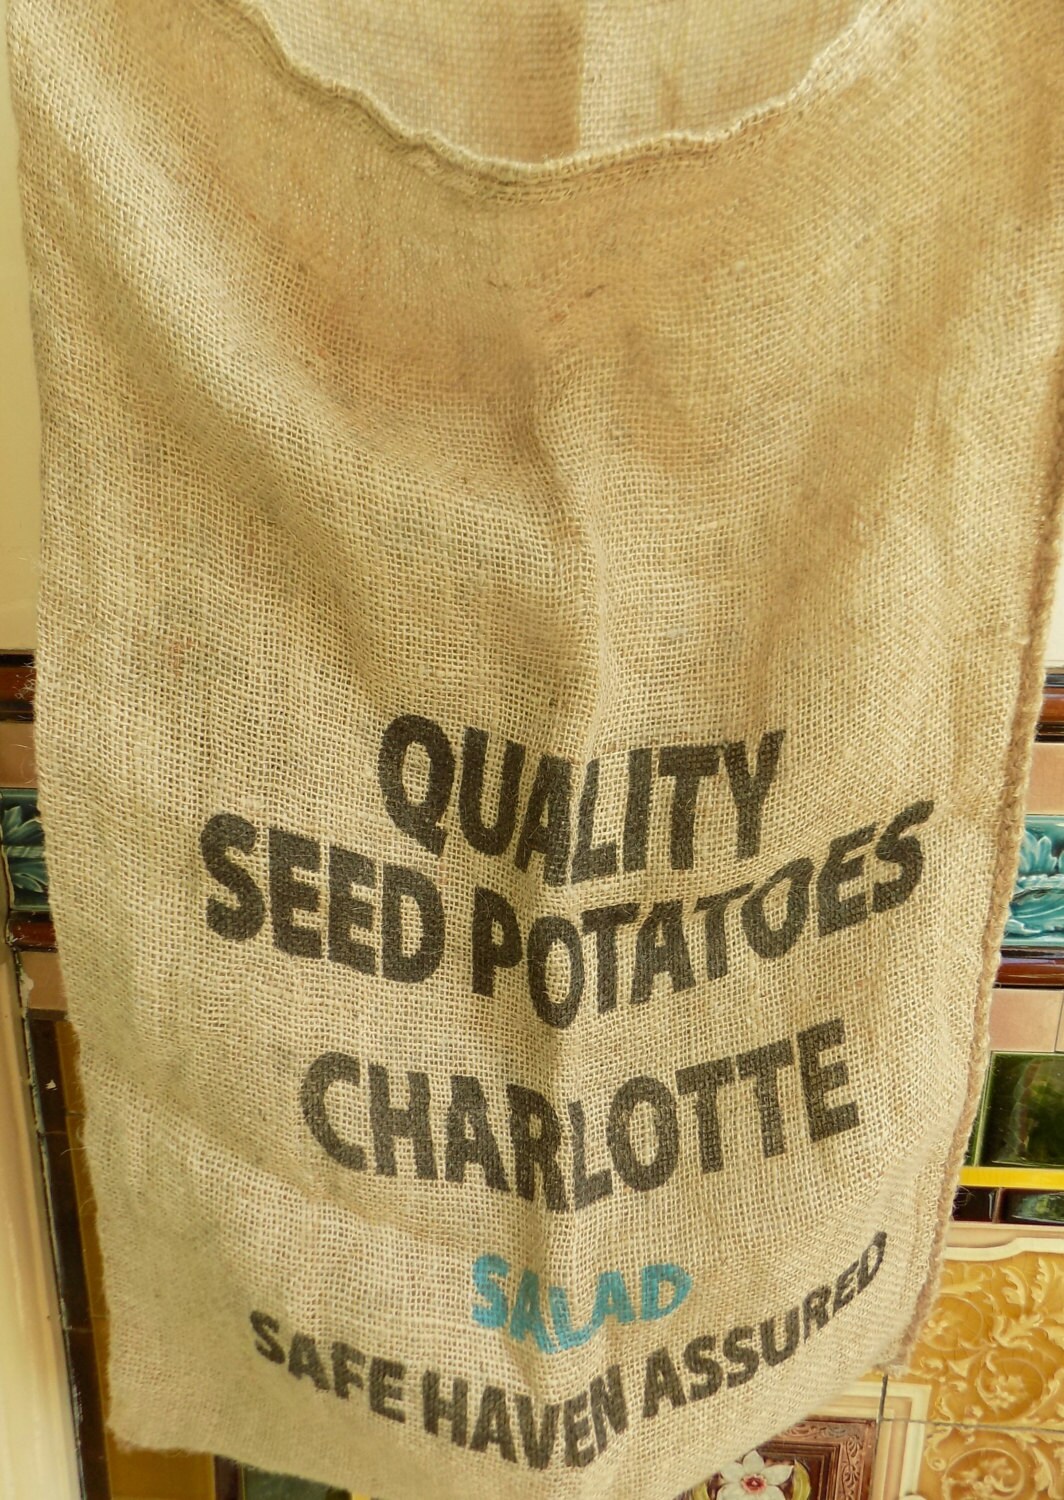 QUALITY
SEED POTATOES
CHARLOTTE
SALAD
SAFE HAVEN ASSURED